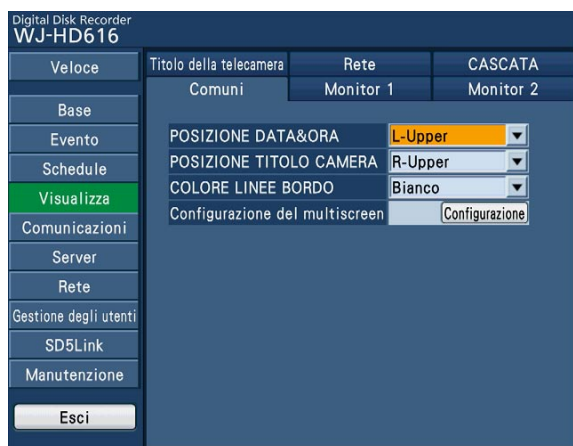 Digital Disk Recorder
WJ-HD616
Veloce
Base
Evento
Schedule
Visualizza
Comunicazioni
Server
Rete
Gestione degli utenti
SD5Link
Manutenzione
Esci
Titolo della telecamera Rete CASCATA
Comuni Monitor 1 Monitor 2
POSIZIONE DATA&ORA L-Upper
POSIZIONE TITOLO CAMERA R-Upper
COLORE LINEE BORDO Bianco
Configurazione del multiscreen Configurazione